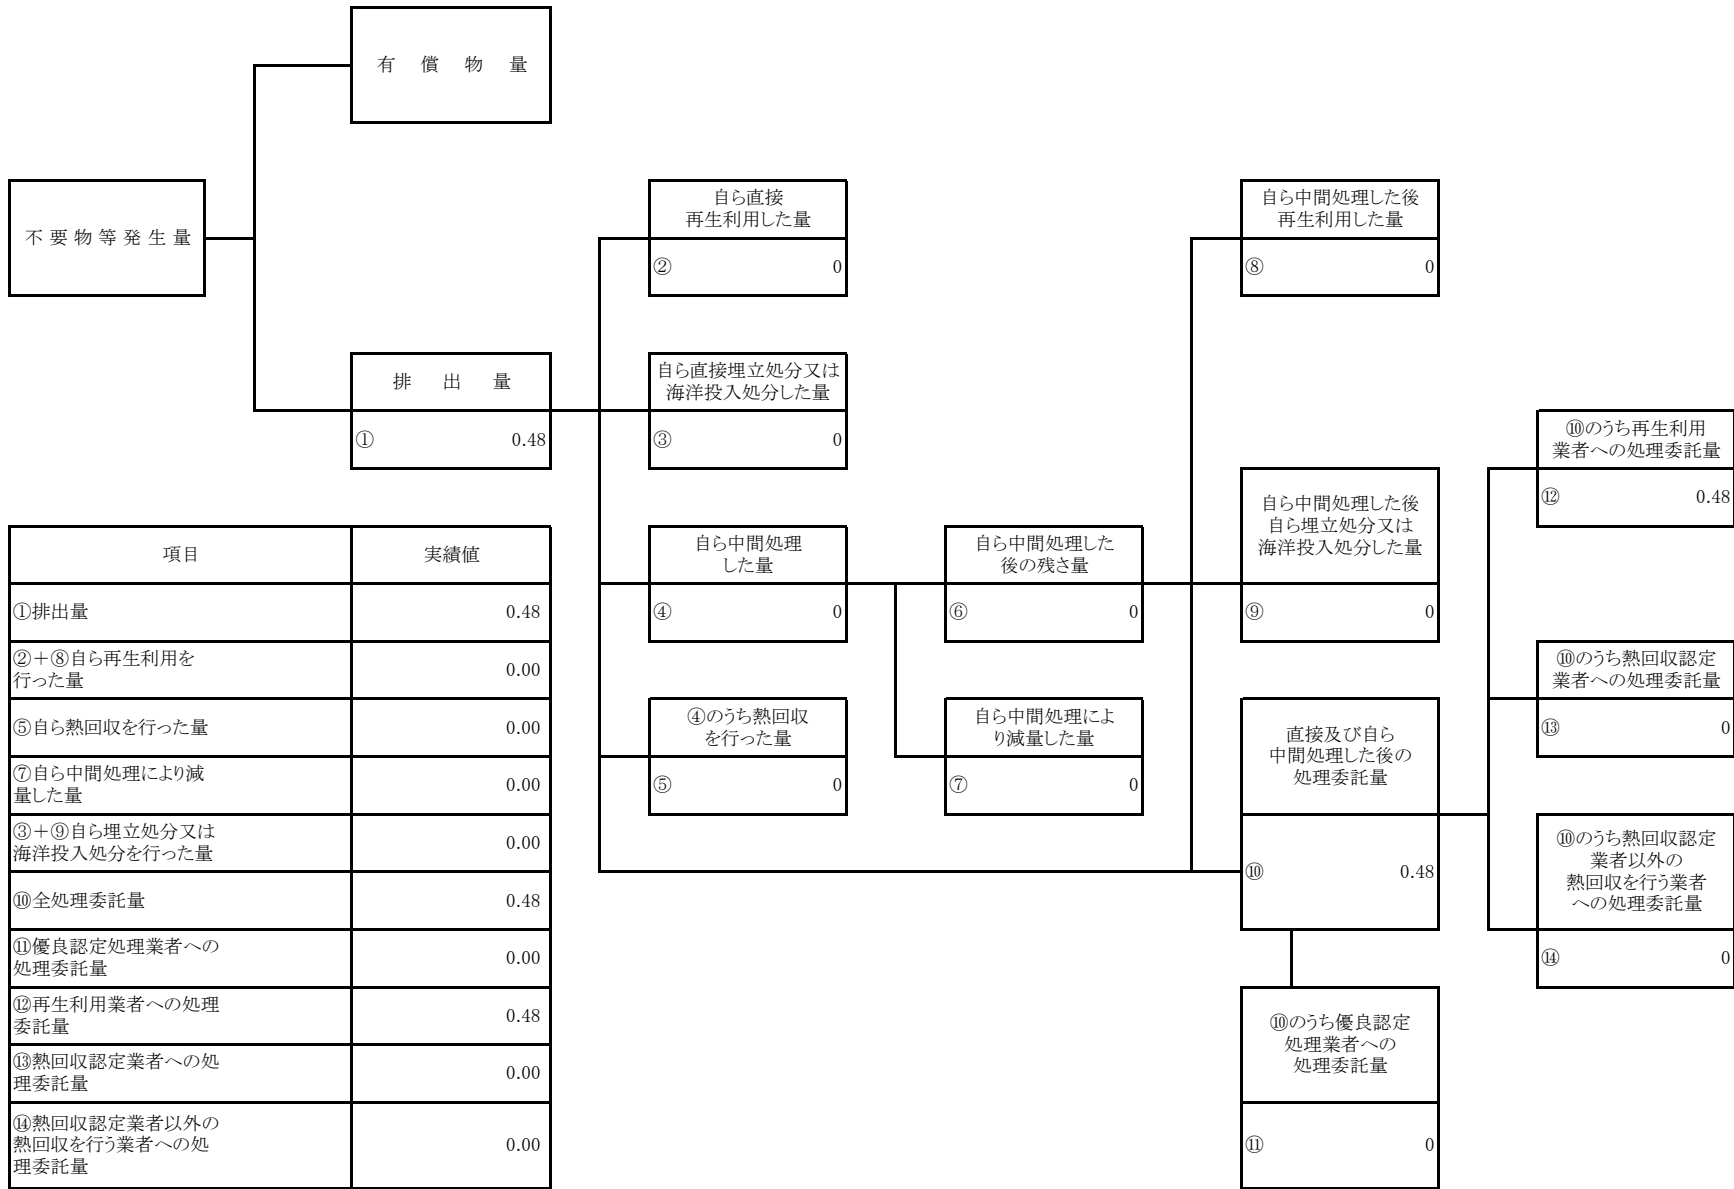 有償物量
不要物等発生量
排出量
① 0.48
自ら直接
再生利用した量
② 0
自ら直接埋立処分又は
海洋投入処分した量
③ 0
自ら中間処理
した量
④ 0
④のうち熱回収
を行った量
⑤ 0
自ら中間処理した
後の残さ量
⑥ 0
自ら中間処理によ
り減量した量
⑦ 0
自ら中間処理した後
再生利用した量
⑧ 0
自ら中間処理した後
自ら埋立処分又は
海洋投入処分した量
⑨ 0
直接及び自ら
中間処理した後の
処理委託量
⑩ 0.48
⑩のうち優良認定
処理業者への
処理委託量
⑪ 0
⑩のうち再生利用
業者への処理委託量
⑫ 0.48
⑩のうち熱回収認定
業者への処理委託量
⑬ 0
⑩のうち熱回収認定
業者以外の
熱回収を行う業者
への処理委託量
⑭ 0
項目 実績値
①排出量 0.48
②＋⑧自ら再生利用を
行った量 0.00
⑤自ら熱回収を行った量 0.00
⑦自ら中間処理により減
量した量 0.00
③＋⑨自ら埋立処分又は
海洋投入処分を行った量 0.00
⑩全処理委託量 0.48
⑪優良認定処理業者への
処理委託量 0.00
⑫再生利用業者への処理
委託量 0.48
⑬熱回収認定業者への処
理委託量 0.00
⑭熱回収認定業者以外の
熱回収を行う業者への処
理委託量 0.00